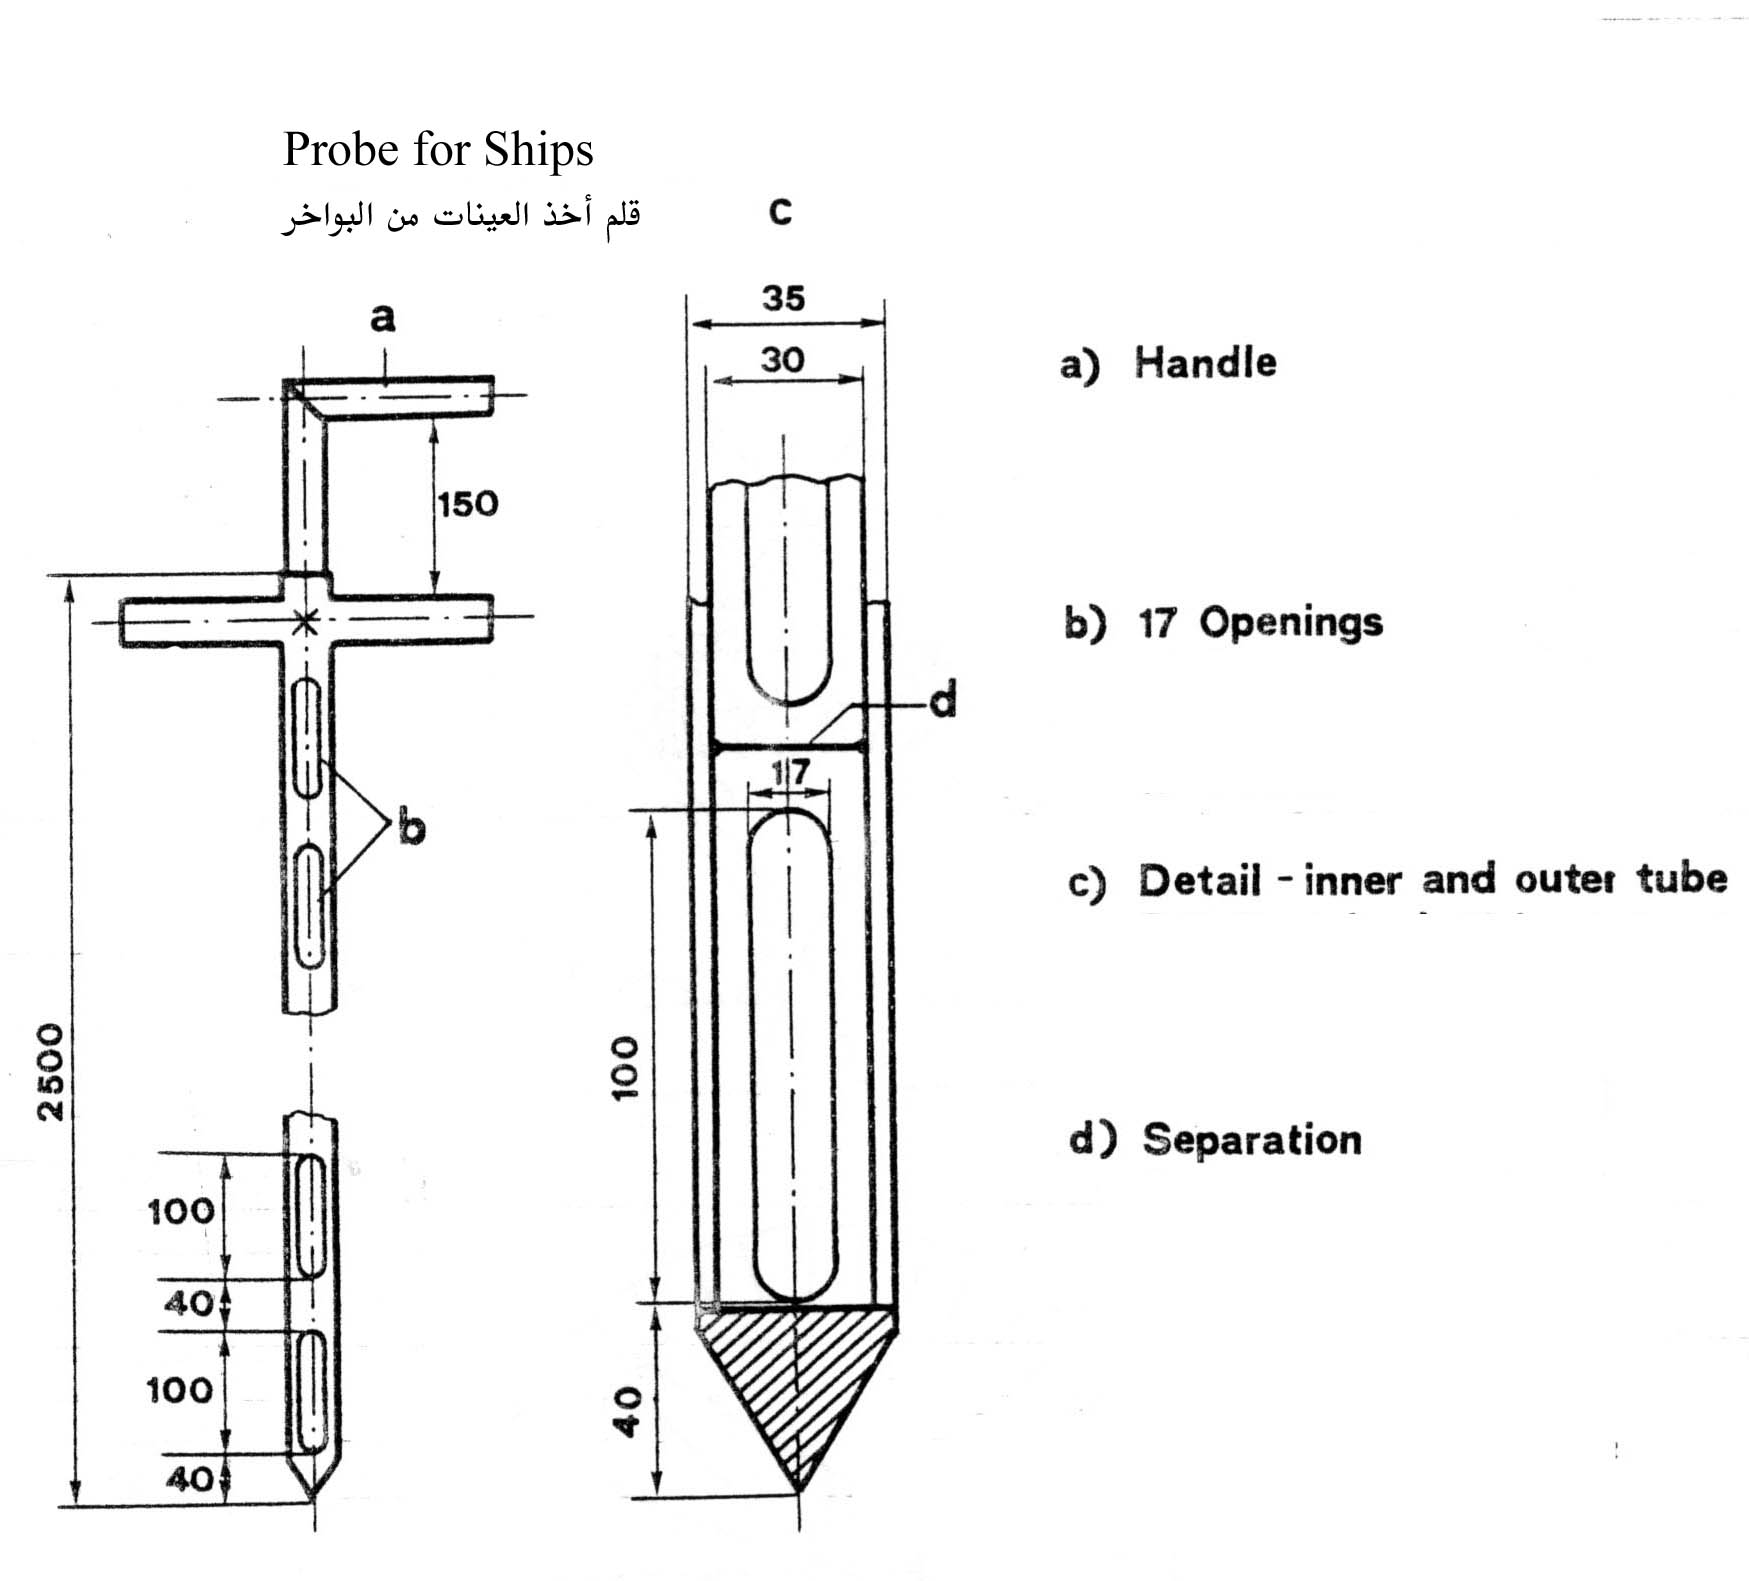 Probe for Ships
قلم أخذ العينات من البواخر
c
35
30
a
150
d
17
b
2500
100
100
40
100
40
40
a) Handle
b) 17 Openings
c) Detail - inner and outer tube
d) Separation